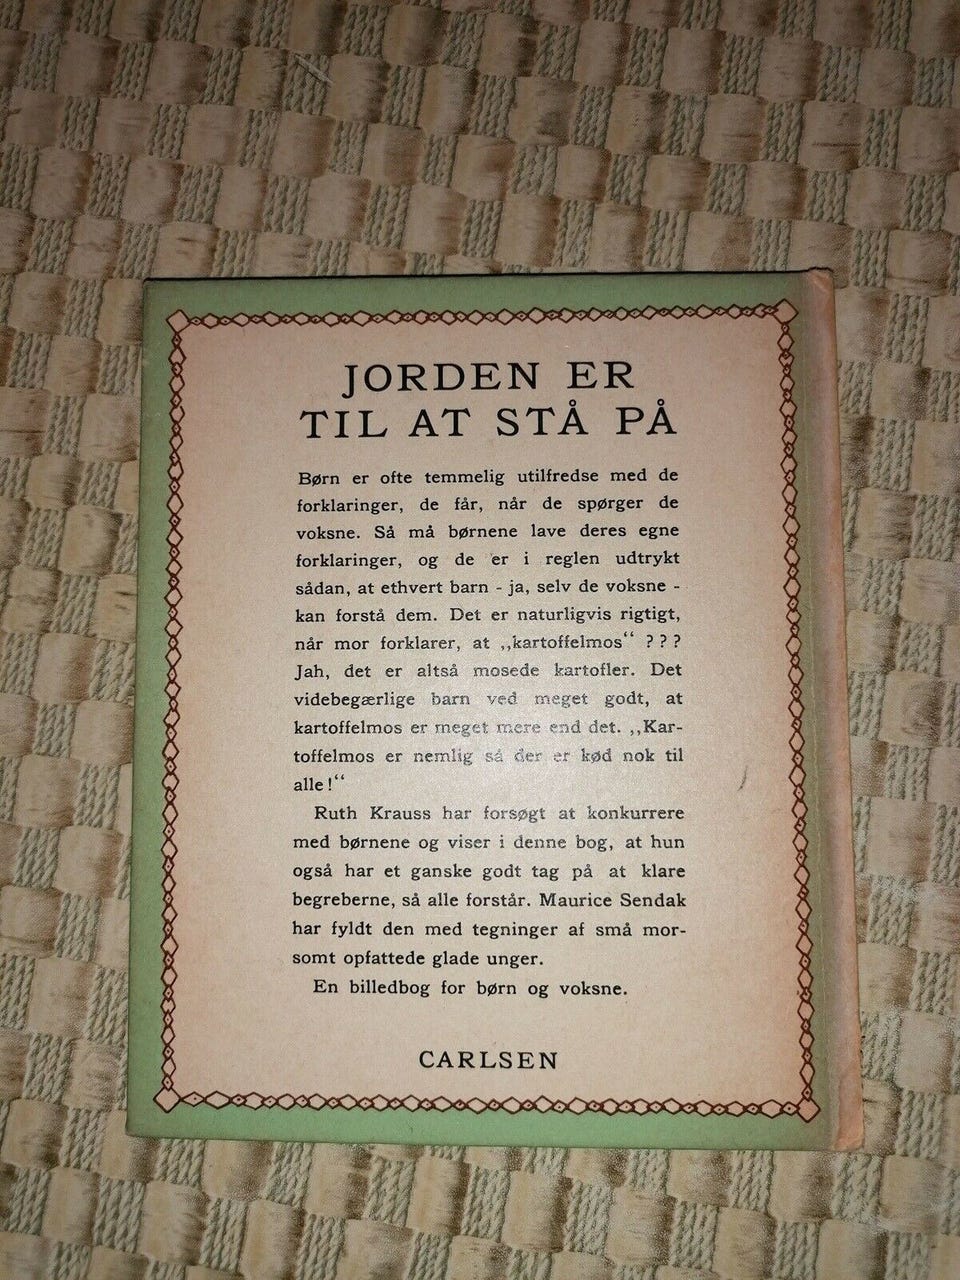 JORDEN ER
TIL AT STÅ PÅ
Børn er ofte temmelig utilfredse med de
forklaringer, de får, når de spørger de
voksne. Så må børnene lave deres egne
forklaringer, og de er i reglen udtrykt
sådan, at ethvert barn - ja, selv de voksne -
kan forstå dem. Det er naturligvis rigtigt,
når mor forklarer, at ,,kartoffelmos“ ???
Jah, det er altså mosede kartofler. Det
videbegærlige barn ved meget godt, at
kartoffelmos er meget mere end det. ,,Kar-
toffelmos er nemlig så der er kød nok til
alle!“
Ruth Krauss har forsøgt at konkurrere
med børnene og viser i denne bog, at hun
også har et ganske godt tag på at klare
begreberne, så alle forstår. Maurice Sendak
har fyldt den med tegninger af små mor-
somt opfattede glade unger.
En billedbog for børn og voksne.
CARLSEN